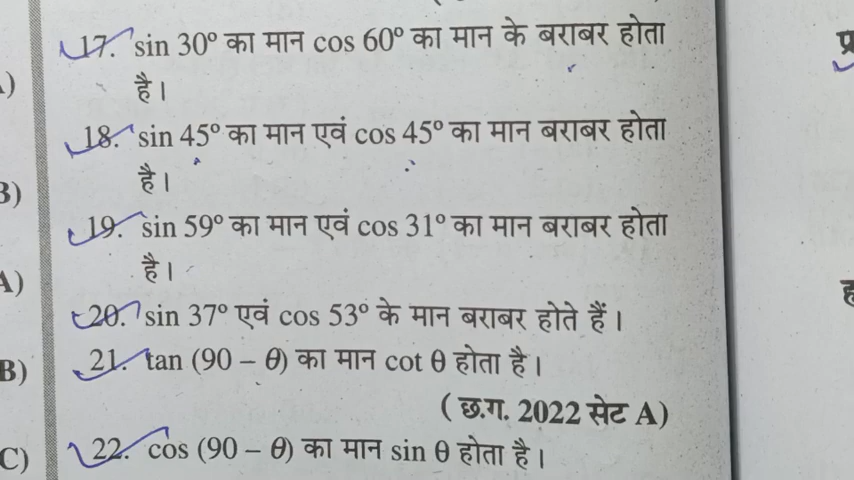 17. sin 30° का मान cos 60° का मान के बराबर होता
है।
18. sin 45° का मान एवं cos 45° का मान बराबर होता
है।
19. sin 59° का मान एवं cos 31° का मान बराबर होता
है।
20. sin 37° एवं cos 53° के मान बराबर होते हैं।
21. tan (90 – θ) का मान cot θ होता है।
( छ.ग. 2022 सेट A)
22. cos (90 – θ) का मान sin θ होता है।
B)
A)
B)
C)